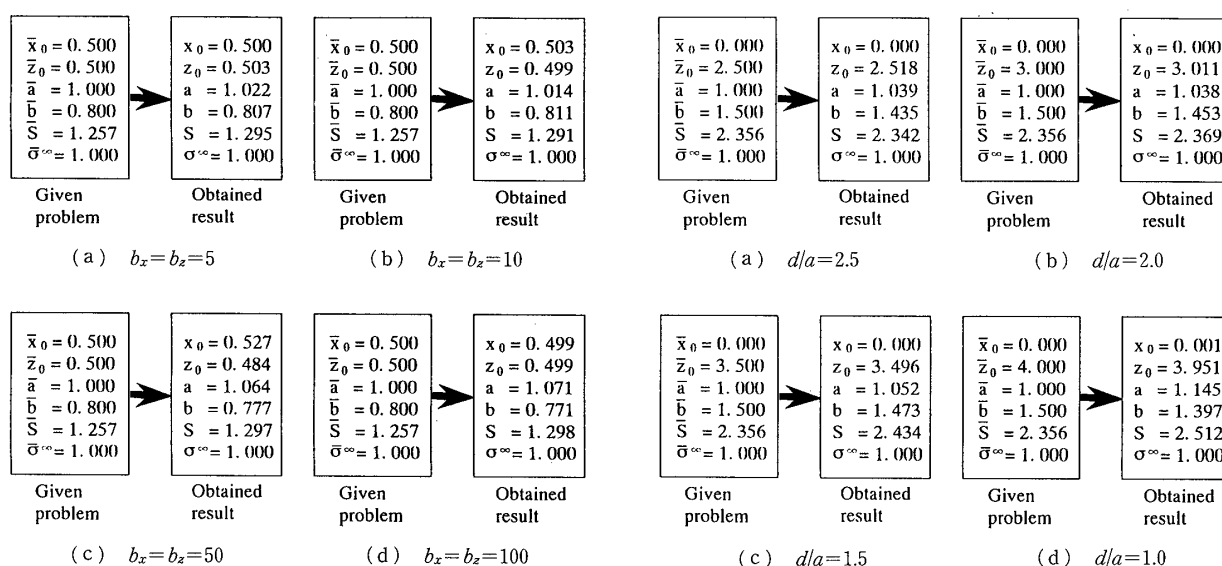 x̄₀ = 0.500
z̄₀ = 0.500
ā = 1.000
b̄ = 0.800
S̄ = 1.257
σ̄∞ = 1.000
Given
problem
x₀ = 0.500
z₀ = 0.503
a = 1.022
b = 0.807
S = 1.295
σ∞ = 1.000
Obtained
result
(a) bₓ=b_z=5
x̄₀ = 0.500
z̄₀ = 0.500
ā = 1.000
b̄ = 0.800
S̄ = 1.257
σ̄∞ = 1.000
Given
problem
x₀ = 0.503
z₀ = 0.499
a = 1.014
b = 0.811
S = 1.291
σ∞ = 1.000
Obtained
result
(b) bₓ=b_z=10
x̄₀ = 0.500
z̄₀ = 0.500
ā = 1.000
b̄ = 0.800
S̄ = 1.257
σ̄∞ = 1.000
Given
problem
x₀ = 0.527
z₀ = 0.484
a = 1.064
b = 0.777
S = 1.297
σ∞ = 1.000
Obtained
result
(c) bₓ=b_z=50
x̄₀ = 0.500
z̄₀ = 0.500
ā = 1.000
b̄ = 0.800
S̄ = 1.257
σ̄∞ = 1.000
Given
problem
x₀ = 0.499
z₀ = 0.499
a = 1.071
b = 0.771
S = 1.298
σ∞ = 1.000
Obtained
result
(d) bₓ=b_z=100
x̄₀ = 0.000
z̄₀ = 2.500
ā = 1.000
b̄ = 1.500
S̄ = 2.356
σ̄∞ = 1.000
Given
problem
x₀ = 0.000
z₀ = 2.518
a = 1.039
b = 1.435
S = 2.342
σ∞ = 1.000
Obtained
result
(a) d/a=2.5
x̄₀ = 0.000
z̄₀ = 3.000
ā = 1.000
b̄ = 1.500
S̄ = 2.356
σ̄∞ = 1.000
Given
problem
x₀ = 0.000
z₀ = 3.011
a = 1.038
b = 1.453
S = 2.369
σ∞ = 1.000
Obtained
result
(b) d/a=2.0
x̄₀ = 0.000
z̄₀ = 3.500
ā = 1.000
b̄ = 1.500
S̄ = 2.356
σ̄∞ = 1.000
Given
problem
x₀ = 0.000
z₀ = 3.496
a = 1.052
b = 1.473
S = 2.434
σ∞ = 1.000
Obtained
result
(c) d/a=1.5
x̄₀ = 0.000
z̄₀ = 4.000
ā = 1.000
b̄ = 1.500
S̄ = 2.356
σ̄∞ = 1.000
Given
problem
x₀ = 0.001
z₀ = 3.951
a = 1.145
b = 1.397
S = 2.512
σ∞ = 1.000
Obtained
result
(d) d/a=1.0